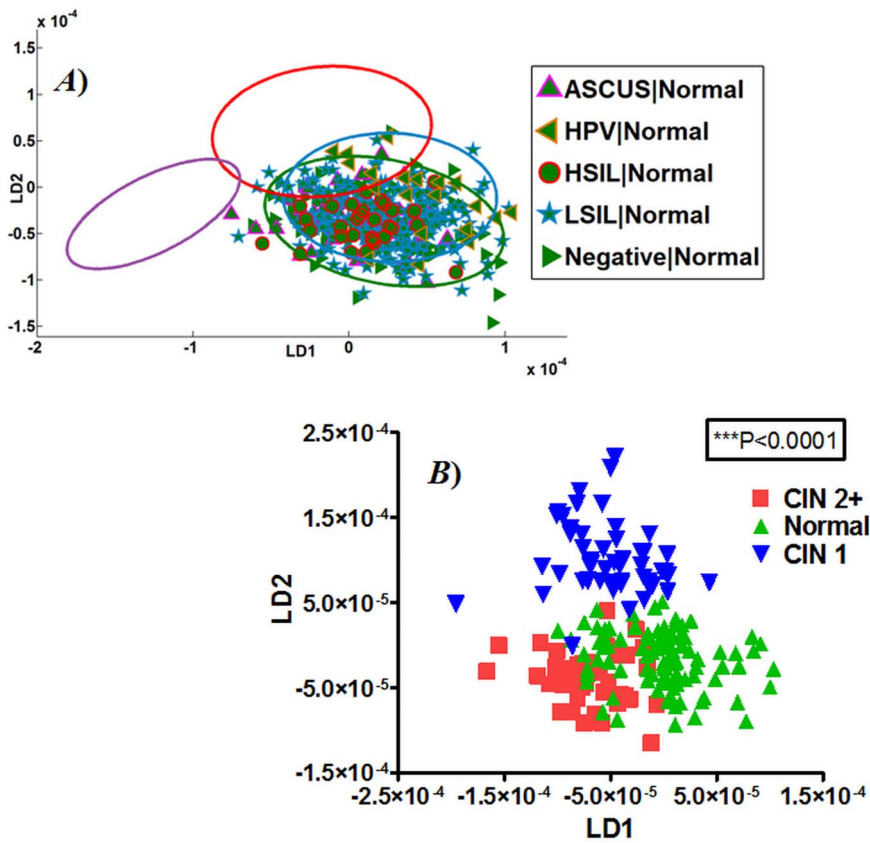 x 10⁻⁴
A)
1.5
1
0.5
0
-0.5
-1
-1.5
LD2
-2
-1
0
1
LD1
x 10⁻⁴
ASCUS|Normal
HPV|Normal
HSIL|Normal
LSIL|Normal
Negative|Normal
B)
***P<0.0001
CIN 2+
Normal
CIN 1
2.5×10⁻⁴
1.5×10⁻⁴
5.0×10⁻⁵
-5.0×10⁻⁵
-1.5×10⁻⁴
LD2
-2.5×10⁻⁴ -1.5×10⁻⁴ -5.0×10⁻⁵ 5.0×10⁻⁵ 1.5×10⁻⁴
LD1